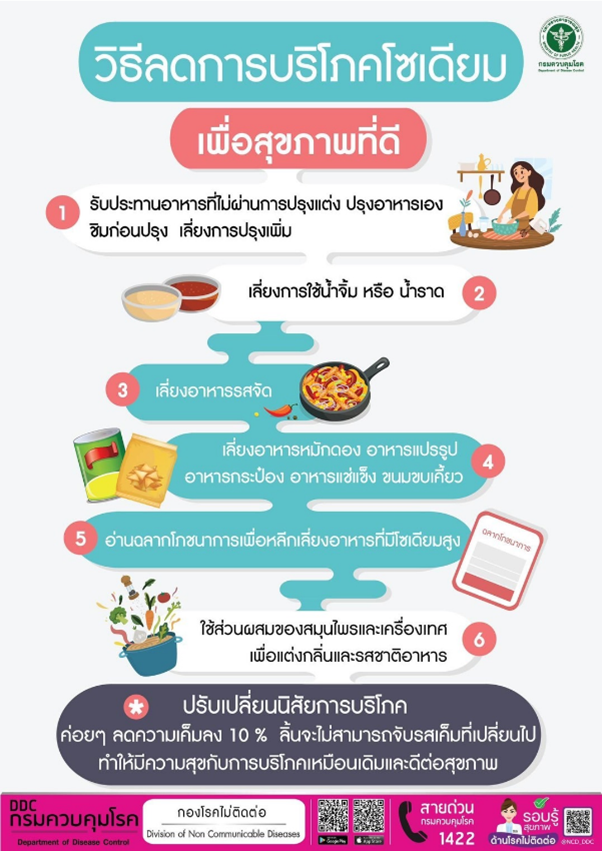 กรมควบคุมโรค
Department of Disease Control
วิธีลดการบริโภคโซเดียม
เพื่อสุขภาพที่ดี
1
รับประทานอาหารที่ไม่ผ่านการปรุงแต่ง ปรุงอาหารเอง
ชิมก่อนปรุง เลี่ยงการปรุงเพิ่ม
เลี่ยงการใช้น้ำจิ้ม หรือ น้ำราด
2
3
เลี่ยงอาหารรสจัด
เลี่ยงอาหารหมักดอง อาหารแปรรูป
อาหารกระป๋อง อาหารแช่แข็ง ขนมขบเคี้ยว
4
5
อ่านฉลากโภชนาการเพื่อหลีกเลี่ยงอาหารที่มีโซเดียมสูง
ฉลากโภชนาการ
ใช้ส่วนผสมของสมุนไพรและเครื่องเทศ
เพื่อแต่งกลิ่นและรสชาติอาหาร
6
* ปรับเปลี่ยนนิสัยการบริโภค
ค่อยๆ ลดความเค็มลง 10 % ลิ้นจะไม่สามารถจับรสเค็มที่เปลี่ยนไป
ทำให้มีความสุขกับการบริโภคเหมือนเดิมและดีต่อสุขภาพ
DDC
กรมควบคุมโรค
Department of Disease Control
กองโรคไม่ติดต่อ
Division of Non Communicable Diseases
Google Play
App Store
สายด่วน
กรมควบคุมโรค
1422
รอบรู้
สุขภาพ
ด้านโรคไม่ติดต่อ
@NCD_DDC